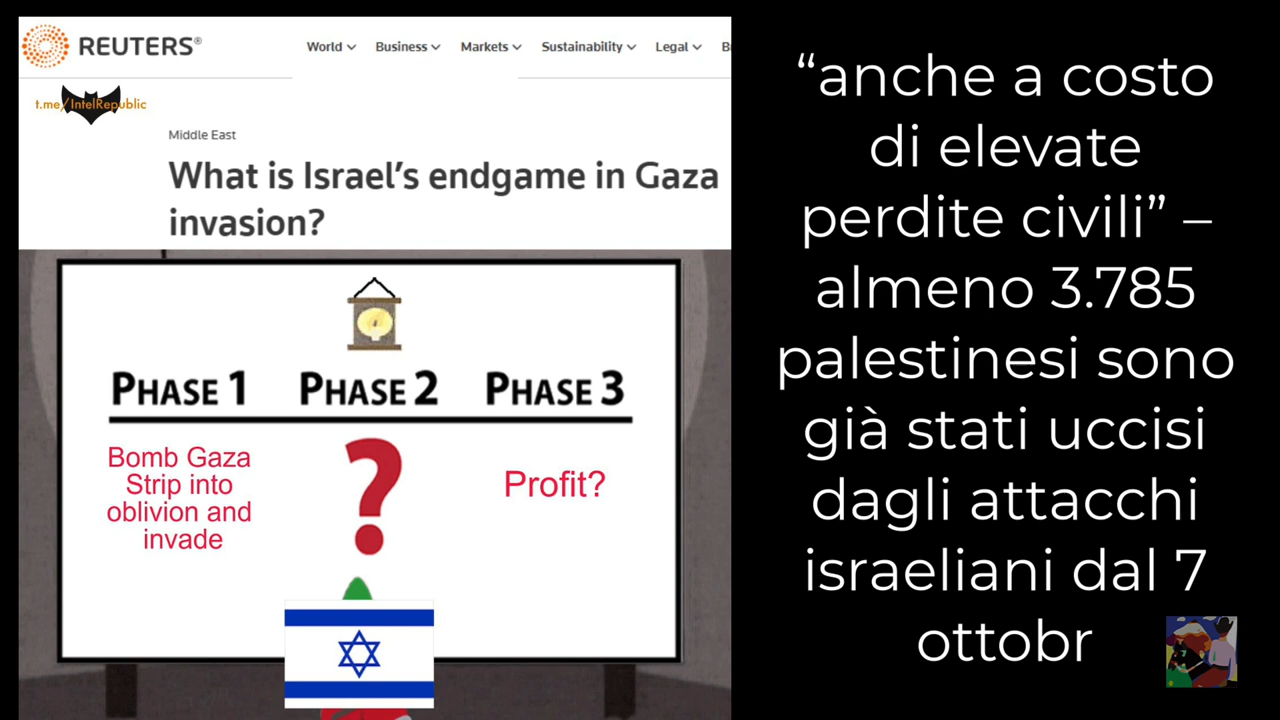 REUTERS®
World Business Markets Sustainability Legal
t.me/IntelRepublic
Middle East
What is Israel's endgame in Gaza
invasion?
PHASE 1 PHASE 2 PHASE 3
Bomb Gaza
Strip into
oblivion and
invade
?
Profit?
“anche a costo
di elevate
perdite civili” –
almeno 3.785
palestinesi sono
già stati uccisi
dagli attacchi
israeliani dal 7
ottobr